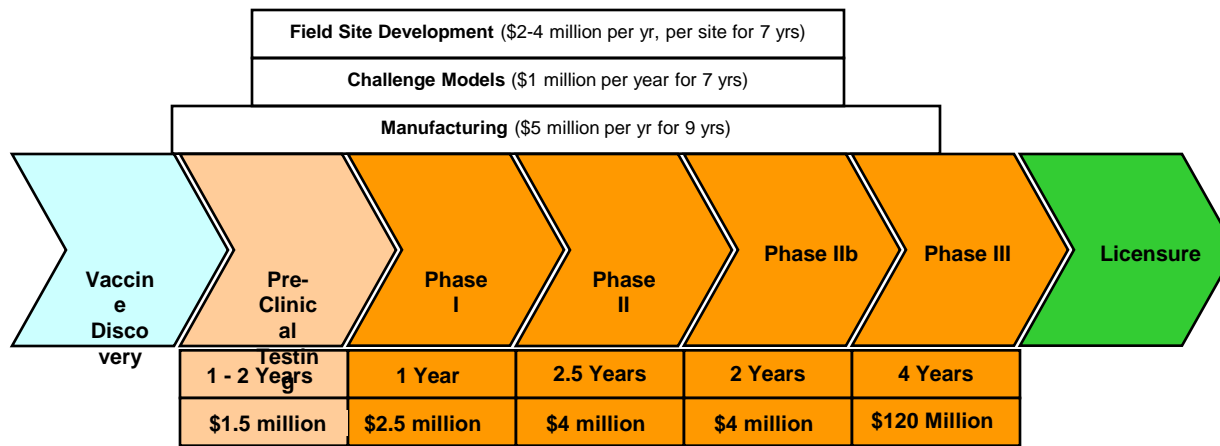 Field Site Development ($2-4 million per yr, per site for 7 yrs)
Challenge Models ($1 million per year for 7 yrs)
Manufacturing ($5 million per yr for 9 yrs)
Vaccin
e
Disco
very
Pre-
Clinic
al
Testin
g
Phase
I
Phase
II
Phase IIb
Phase III
Licensure
1 - 2 Years
1 Year
2.5 Years
2 Years
4 Years
$1.5 million
$2.5 million
$4 million
$4 million
$120 Million